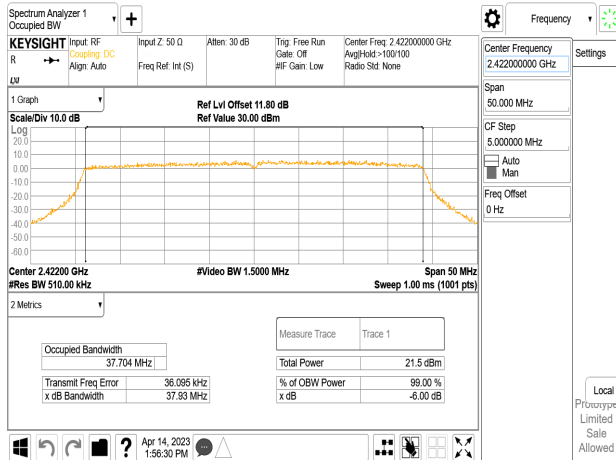 Spectrum Analyzer 1
Occupied BW
Frequency
KEYSIGHT
R
LXI
Input: RF
Coupling: DC
Align: Auto
Input Z: 50 Ω
Freq Ref: Int (S)
Atten: 30 dB
Trig: Free Run
Gate: Off
#IF Gain: Low
Center Freq: 2.422000000 GHz
Avg|Hold:>100/100
Radio Std: None
Center Frequency
2.422000000 GHz
Settings
Span
50.000 MHz
CF Step
5.000000 MHz
Auto
Man
Freq Offset
0 Hz
1 Graph
Scale/Div 10.0 dB
Ref Lvl Offset 11.80 dB
Ref Value 30.00 dBm
Log
20.0
10.0
0.00
-10.0
-20.0
-30.0
-40.0
-50.0
-60.0
Center 2.42200 GHz
#Video BW 1.5000 MHz
Span 50 MHz
#Res BW 510.00 kHz
Sweep 1.00 ms (1001 pts)
2 Metrics
Measure Trace Trace 1
Occupied Bandwidth
37.704 MHz
Total Power 21.5 dBm
Transmit Freq Error 36.095 kHz
% of OBW Power 99.00 %
x dB Bandwidth 37.93 MHz
x dB -6.00 dB
Local
Prototype
Limited
Sale
Allowed
?
Apr 14, 2023
1:56:30 PM